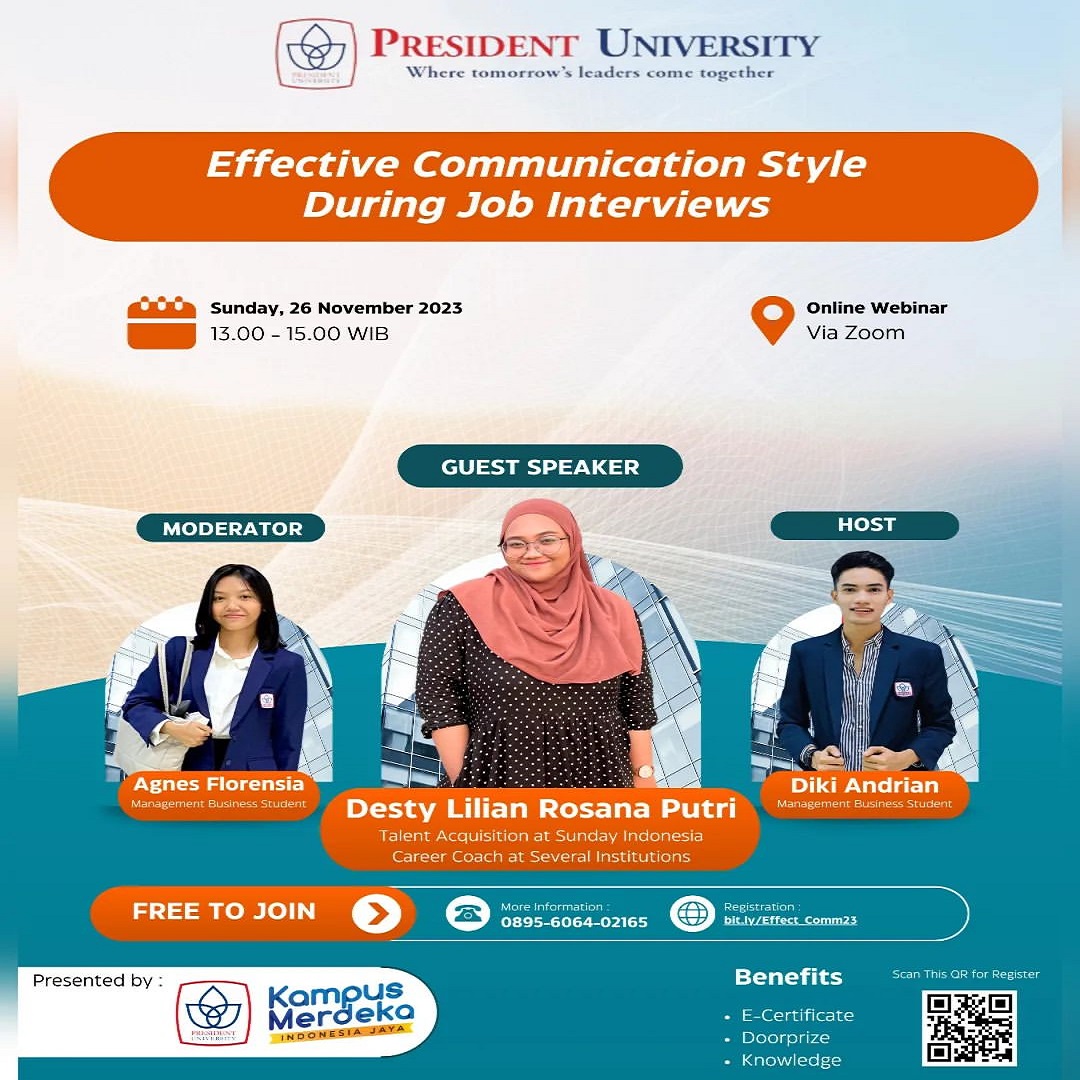 PRESIDENT UNIVERSITY
PRESIDENT UNIVERSITY
Where tomorrow's leaders come together
Effective Communication Style
During Job Interviews
Sunday, 26 November 2023
13.00 - 15.00 WIB
Online Webinar
Via Zoom
GUEST SPEAKER
MODERATOR
HOST
Agnes Florensia
Management Business Student
Desty Lilian Rosana Putri
Talent Acquisition at Sunday Indonesia
Career Coach at Several Institutions
Diki Andrian
Management Business Student
FREE TO JOIN
More Information :
0895-6064-02165
Registration :
bit.ly/Effect_Comm23
Presented by :
PRESIDENT
UNIVERSITY
Kampus
Merdeka
INDONESIA JAYA
Benefits
• E-Certificate
• Doorprize
• Knowledge
Scan This QR for Register